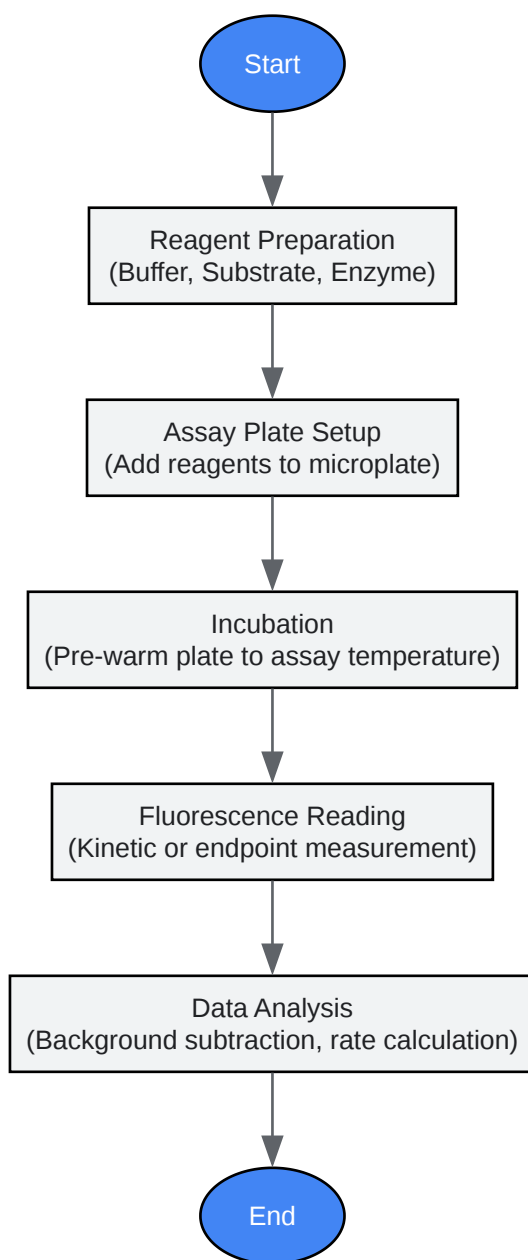 Start
Reagent Preparation
(Buffer, Substrate, Enzyme)
Assay Plate Setup
(Add reagents to microplate)
Incubation
(Pre-warm plate to assay temperature)
Fluorescence Reading
(Kinetic or endpoint measurement)
Data Analysis
(Background subtraction, rate calculation)
End